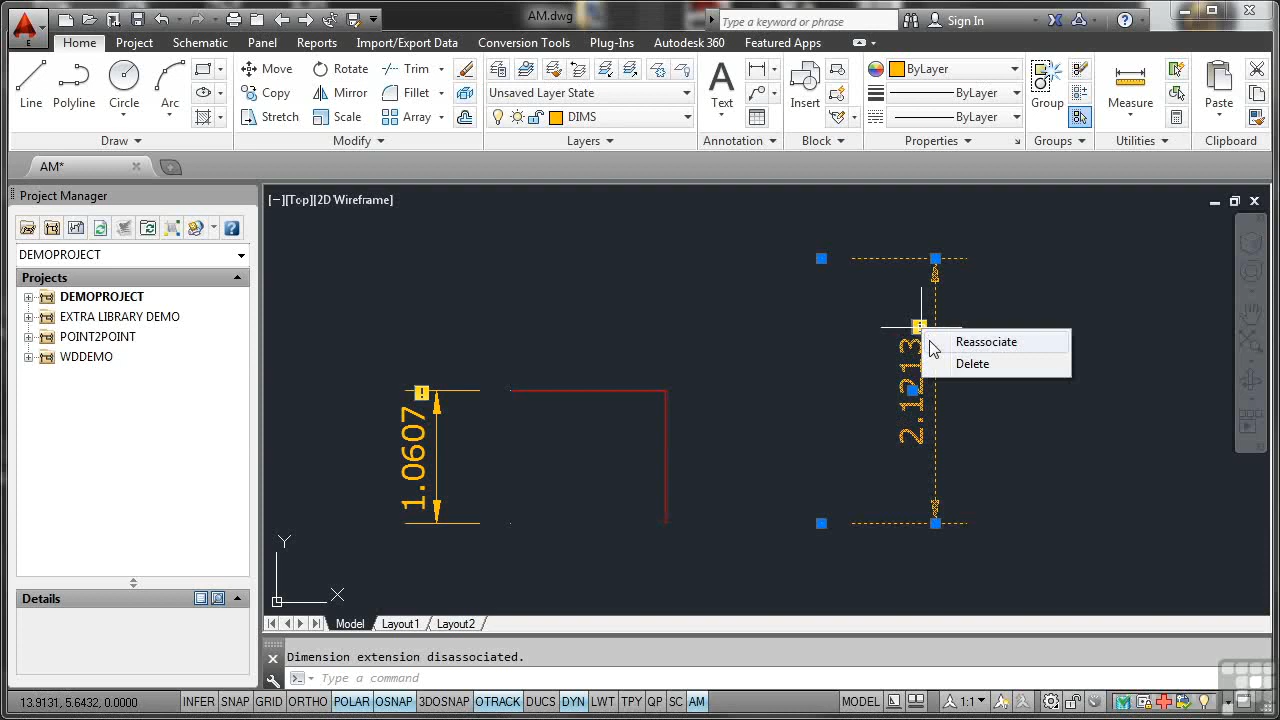 AM.dwg
Type a keyword or phrase
Sign In
E
Home Project Schematic Panel Reports Import/Export Data Conversion Tools Plug-Ins Autodesk 360 Featured Apps
Line Polyline Circle Arc
Move Rotate Trim
Copy Mirror Fillet
Stretch Scale Array
Unsaved Layer State
DIMS
Text
Insert
ByLayer
ByLayer
ByLayer
Group
Measure
Paste
Draw Modify Layers Annotation Block Properties Groups Utilities Clipboard
AM*
Project Manager
DEMOPROJECT
Projects
DEMOPROJECT
EXTRA LIBRARY DEMO
POINT2POINT
WDDEMO
Details
[−][Top][2D Wireframe]
1.0607
2.1213
Reassociate
Delete
Y
X
Model Layout1 Layout2
Dimension extension disassociated.
Type a command
13.9131, 5.6432, 0.0000
INFER SNAP GRID ORTHO POLAR OSNAP 3DOSNAP OTRACK DUCS DYN LWT TPY QP SC AM
MODEL
1:1